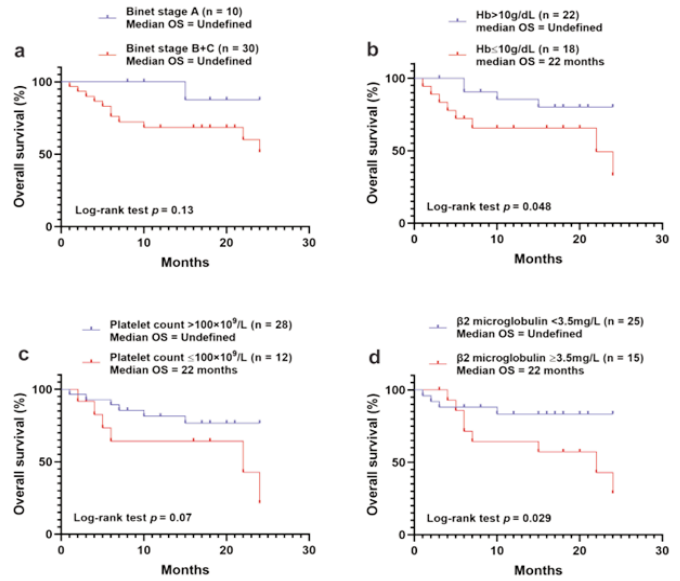 a
Binet stage A (n = 10)
Median OS = Undefined
Binet stage B+C (n = 30)
Median OS = Undefined
Overall survival (%)
100
50
0
Log-rank test p = 0.13
0 10 20 30
Months
b
Hb>10g/dL (n = 22)
Median OS = Undefined
Hb≤10g/dL (n = 18)
median OS = 22 months
Overall survival (%)
100
50
0
Log-rank test p = 0.048
0 10 20 30
Months
c
Platelet count >100×10⁹/L (n = 28)
Median OS = Undefined
Platelet count ≤100×10⁹/L (n = 12)
Median OS = 22 months
Overall survival (%)
100
50
0
Log-rank test p = 0.07
0 10 20 30
Months
d
β2 microglobulin <3.5mg/L (n = 25)
Median OS = Undefined
β2 microglobulin ≥3.5mg/L (n = 15)
Median OS = 22 months
Overall survival (%)
100
50
0
Log-rank test p = 0.029
0 10 20 30
Months